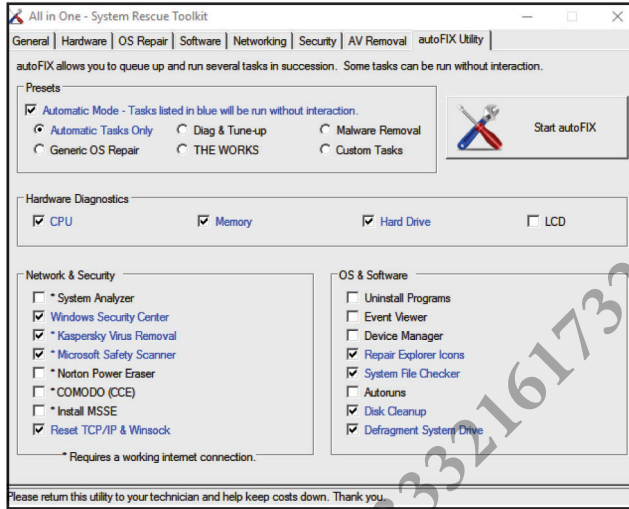 All in One - System Rescue Toolkit
General | Hardware | OS Repair | Software | Networking | Security | AV Removal | autoFIX Utility
autoFIX allows you to queue up and run several tasks in succession. Some tasks can be run without interaction.
Presets
Automatic Mode - Tasks listed in blue will be run without interaction.
Automatic Tasks Only Diag & Tune-up Malware Removal
Generic OS Repair THE WORKS Custom Tasks
Start autoFIX
Hardware Diagnostics
CPU Memory Hard Drive LCD
Network & Security
* System Analyzer
Windows Security Center
* Kaspersky Virus Removal
* Microsoft Safety Scanner
* Norton Power Eraser
* COMODO (CCE)
* Install MSSE
Reset TCP/IP & Winsock
* Requires a working internet connection.
OS & Software
Uninstall Programs
Event Viewer
Device Manager
Repair Explorer Icons
System File Checker
Autoruns
Disk Cleanup
Defragment System Drive
Please return this utility to your technician and help keep costs down. Thank you.